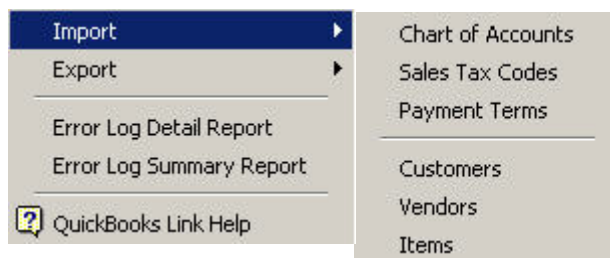 Import
Export
Error Log Detail Report
Error Log Summary Report
QuickBooks Link Help
Chart of Accounts
Sales Tax Codes
Payment Terms
Customers
Vendors
Items